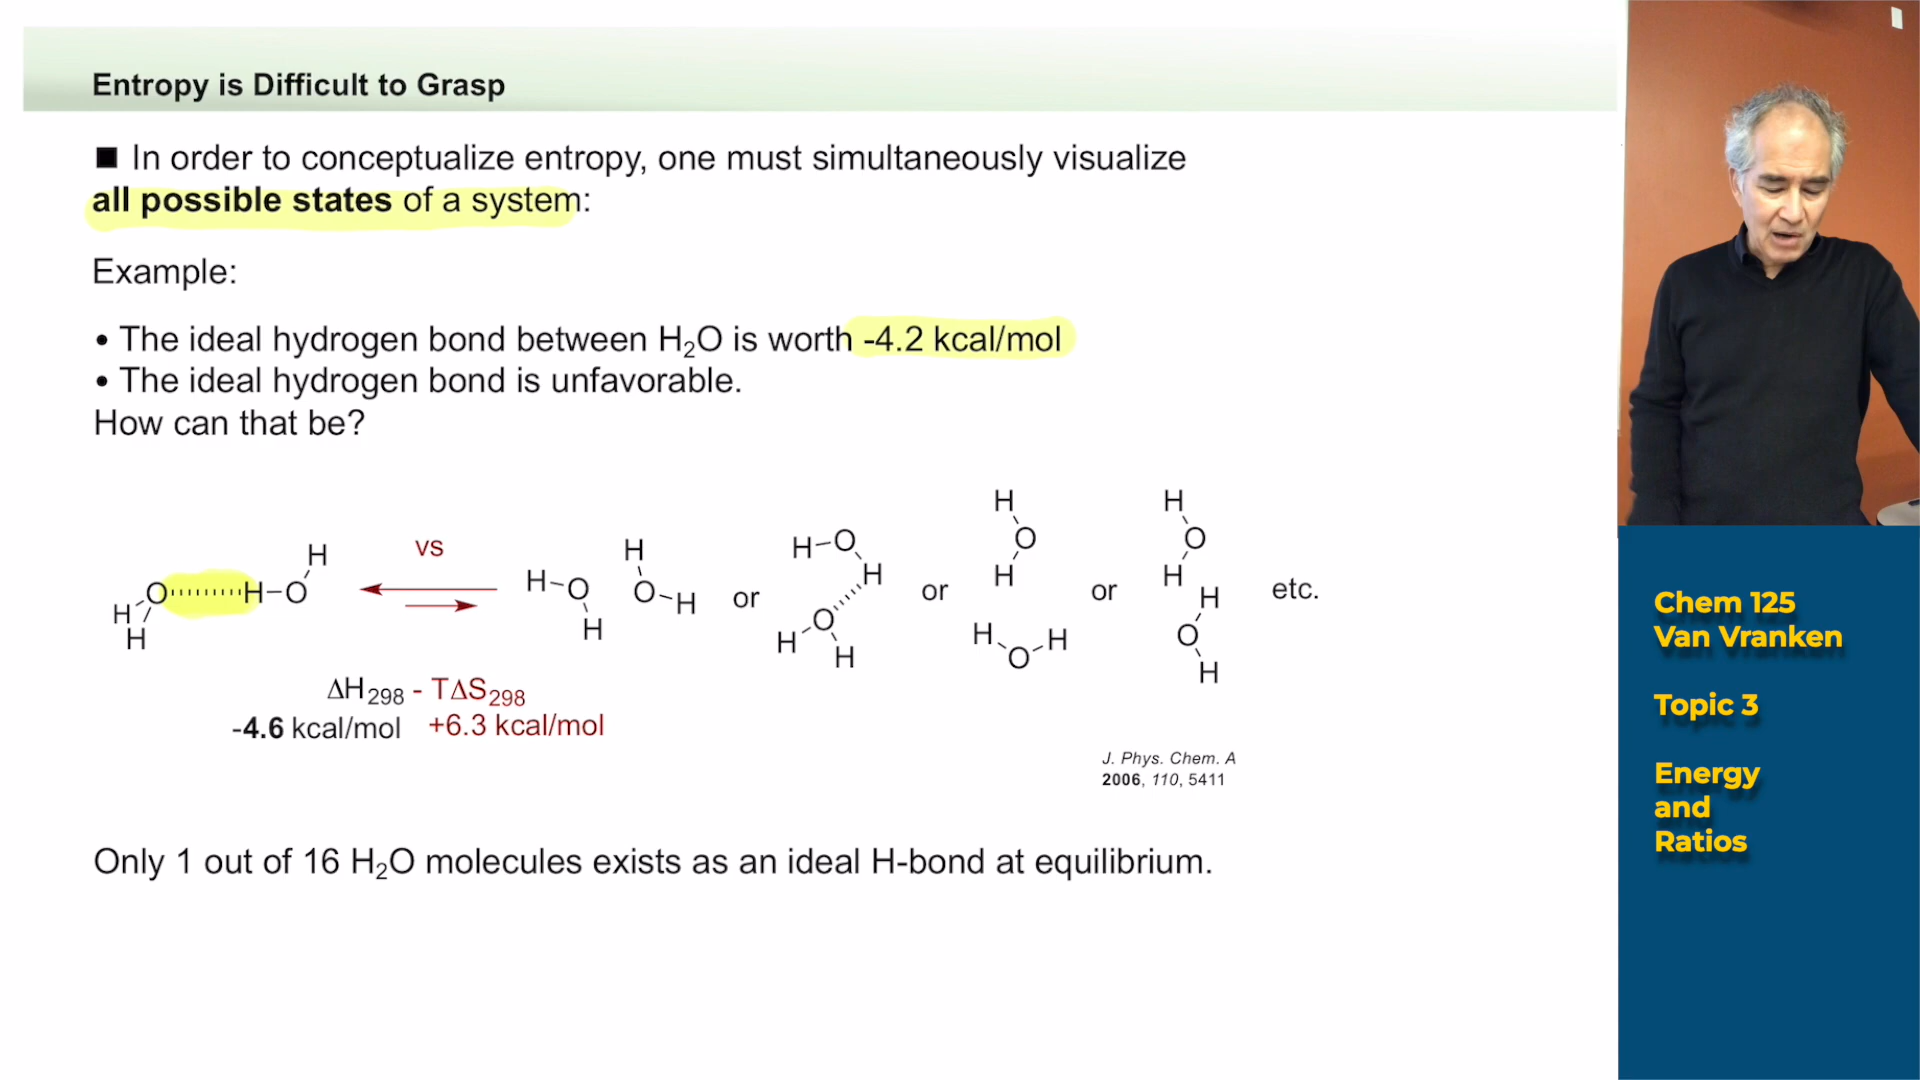 Entropy is Difficult to Grasp
■ In order to conceptualize entropy, one must simultaneously visualize
all possible states of a system:
Example:
• The ideal hydrogen bond between H₂O is worth -4.2 kcal/mol
• The ideal hydrogen bond is unfavorable.
How can that be?
H H O H-O H
vs
H-O H H O-H
or
H-O H O H H
or
H O H H O H
or
H O H H O H
etc.
ΔH₂₉₈ - TΔS₂₉₈
-4.6 kcal/mol +6.3 kcal/mol
J. Phys. Chem. A
2006, 110, 5411
Only 1 out of 16 H₂O molecules exists as an ideal H-bond at equilibrium.
Chem 125
Van Vranken
Topic 3
Energy
and
Ratios